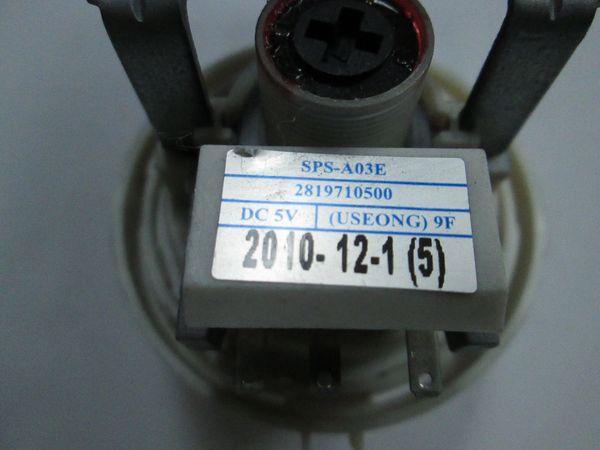 SPS-A03E
2819710500
DC 5V (USEONG) 9F
2010-12-1 (5)